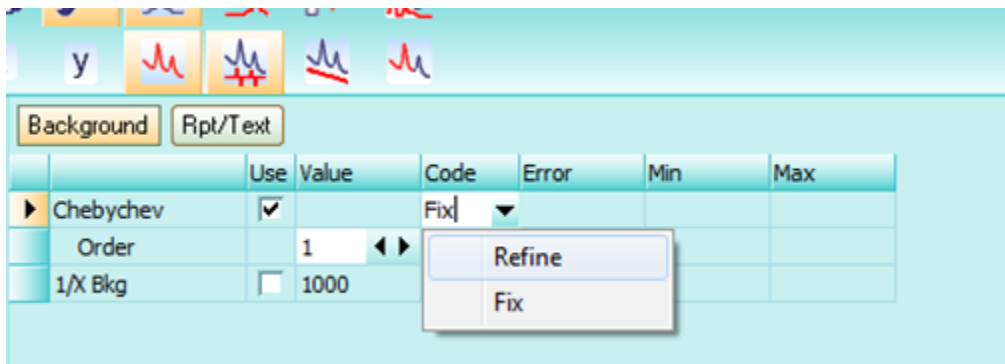 y
Background Rpt/Text
Use Value Code Error Min Max
Chebychev Fix
Order 1
Refine
1/X Bkg 1000
Fix